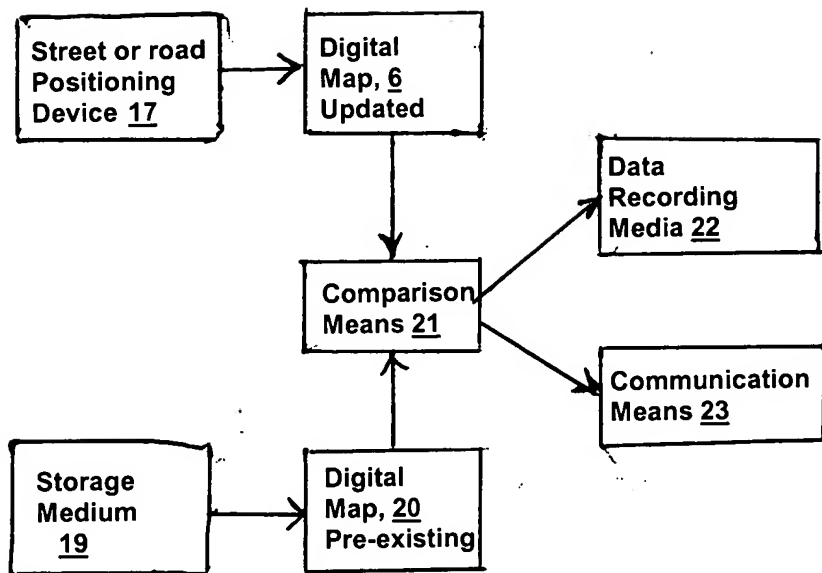 Street or road
Positioning
Device 17
Digital
Map, 6
Updated
Data
Recording
Media 22
Comparison
Means 21
Communication
Means 23
Storage
Medium
19
Digital
Map, 20
Pre-existing